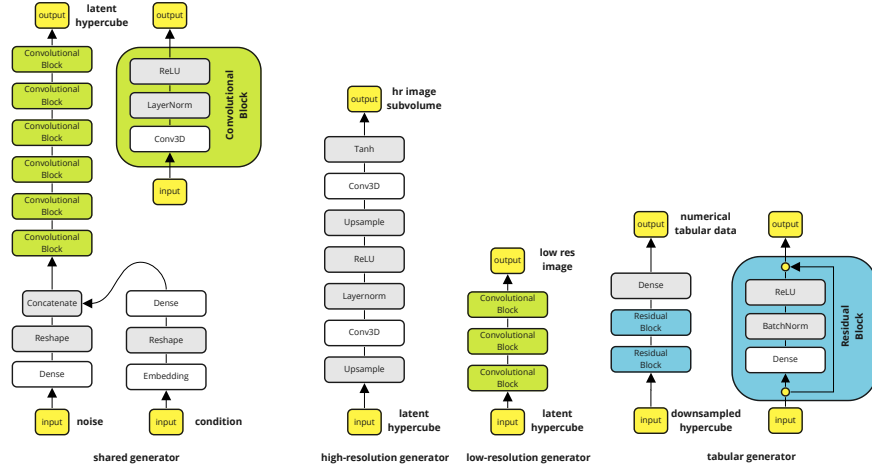 output
latent
hypercube
Convolutional
Block
Convolutional
Block
Convolutional
Block
Convolutional
Block
Convolutional
Block
Convolutional
Block
Concatenate
Reshape
Dense
input
noise
Dense
Reshape
Embedding
input
condition
shared generator
output
ReLU
LayerNorm
Conv3D
Convolutional
Block
input
output
hr image
subvolume
Tanh
Conv3D
Upsample
ReLU
Layernorm
Conv3D
Upsample
input
latent
hypercube
high-resolution generator
output
low res
image
Convolutional
Block
Convolutional
Block
Convolutional
Block
input
latent
hypercube
low-resolution generator
output
numerical
tabular data
Dense
Residual
Block
Residual
Block
input
downsampled
hypercube
output
ReLU
BatchNorm
Dense
Residual
Block
input
tabular generator